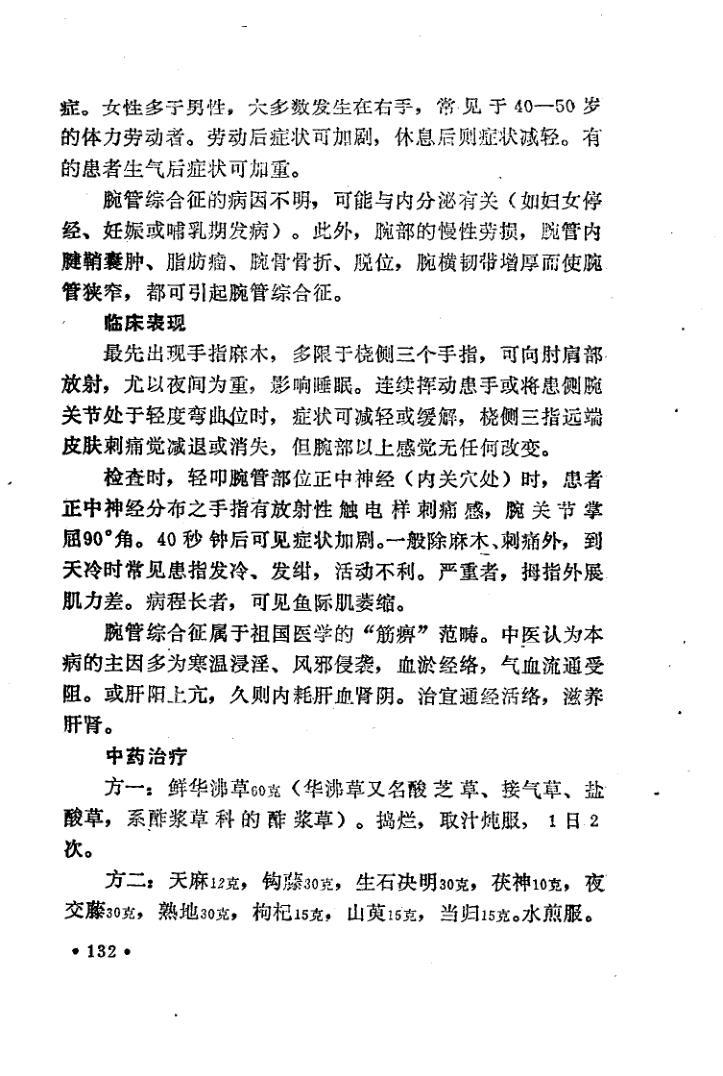 症。女性多于男性，大多数发生在右手，常见于40—50岁
的体力劳动者。劳动后症状可加剧，休息后则症状减轻。有
的患者生气后症状可加重。
腕管综合征的病因不明，可能与内分泌有关（如妇女停
经、妊娠或哺乳期发病）。此外，腕部的慢性劳损，腕管内
腱鞘囊肿、脂肪瘤、腕骨骨折、脱位，腕横韧带增厚而使腕
管狭窄，都可引起腕管综合征。
临床表现
最先出现手指麻木，多限于桡侧三个手指，可向肘肩部
放射，尤以夜间为重，影响睡眠。连续挥动患手或将患侧腕
关节处于轻度弯曲位时，症状可减轻或缓解，桡侧三指远端
皮肤刺痛觉减退或消失，但腕部以上感觉无任何改变。
检查时，轻叩腕管部位正中神经（内关穴处）时，患者
正中神经分布之手指有放射性触电样刺痛感，腕关节掌
屈90°角。40秒钟后可见症状加剧。一般除麻木、刺痛外，到
天冷时常见患指发冷、发绀，活动不利。严重者，拇指外展
肌力差。病程长者，可见鱼际肌萎缩。
腕管综合征属于祖国医学的“筋痹”范畴。中医认为本
病的主因多为寒温浸淫、风邪侵袭，血淤经络，气血流通受
阻。或肝阳上亢，久则内耗肝血肾阴。治宜通经活络，滋养
肝肾。
中药治疗
方一：鲜华沸草60克（华沸草又名酸芝草、接气草、盐
酸草，系酢浆草科的酢浆草）。捣烂，取汁炖服，1日2
次。
方二：天麻12克，钩藤30克，生石决明30克，茯神10克，夜
交藤30克，熟地30克，枸杞15克，山萸15克，当归15克。水煎服。
•132•